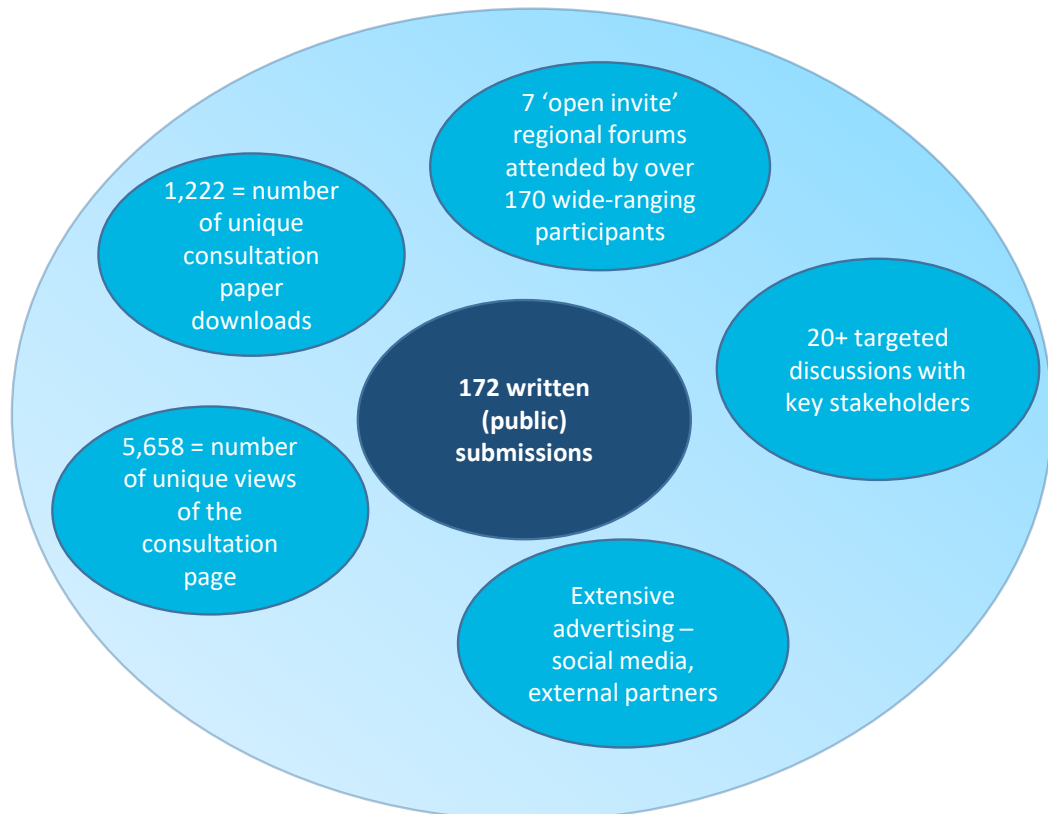 7 ‘open invite’
regional forums
attended by over
170 wide-ranging
participants
1,222 = number
of unique
consultation
paper
downloads
20+ targeted
discussions with
key stakeholders
172 written
(public)
submissions
5,658 = number
of unique views
of the
consultation
page
Extensive
advertising –
social media,
external partners